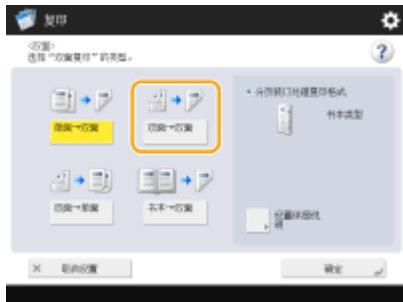 复印
<双面>
选择“双面复印”的类型。
单面→双面
双面→双面
双面→单面
书本→双面
书本类型
取消设置
确定